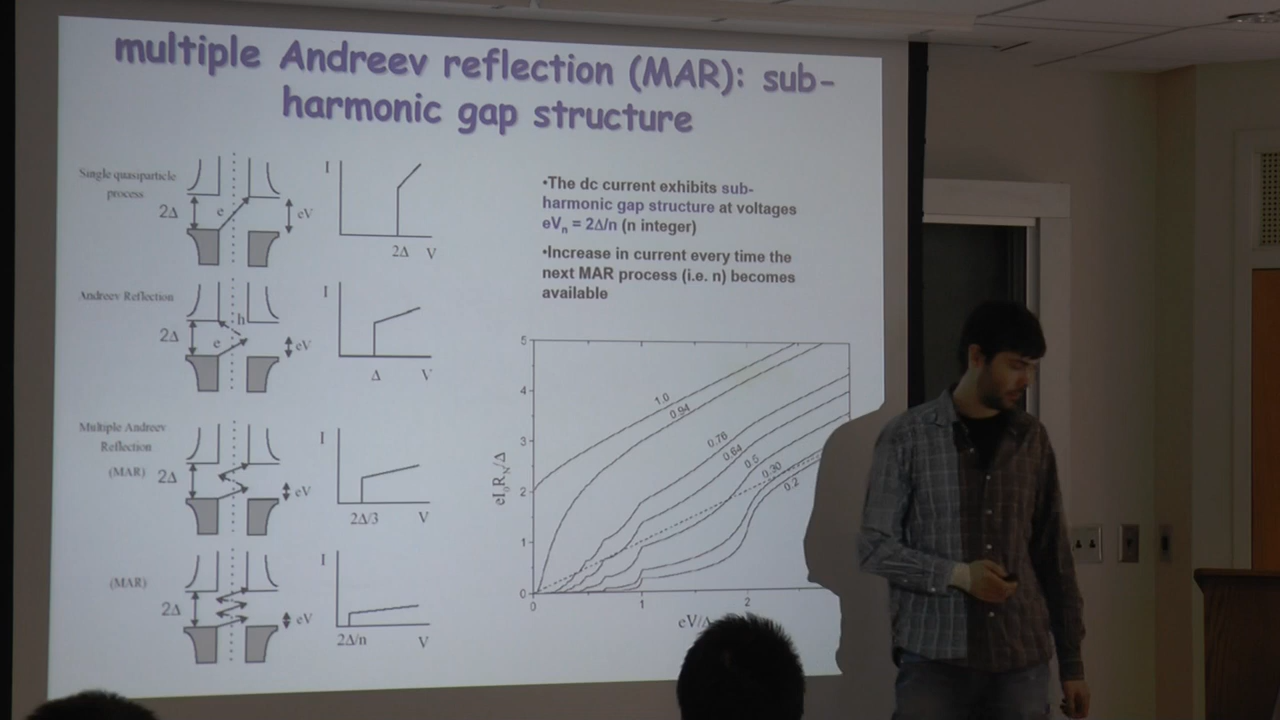 multiple Andreev reflection (MAR): sub-
harmonic gap structure
Single quasiparticle
process
2Δ
e
eV
I
2Δ
V
Andreev Reflection
2Δ
e
h
eV
I
Δ
V
Multiple Andreev
Reflection
(MAR)
2Δ
eV
I
2Δ/3
V
(MAR)
2Δ
eV
I
2Δ/n
V
•The dc current exhibits sub-
harmonic gap structure at voltages
eVn = 2Δ/n (n integer)
•Increase in current every time the
next MAR process (i.e. n) becomes
available
5
4
3
2
1
0
eI₀RN/Δ
1.0
0.94
0.76
0.64
0.5
0.30
0.2
0
1
2
eV/Δ